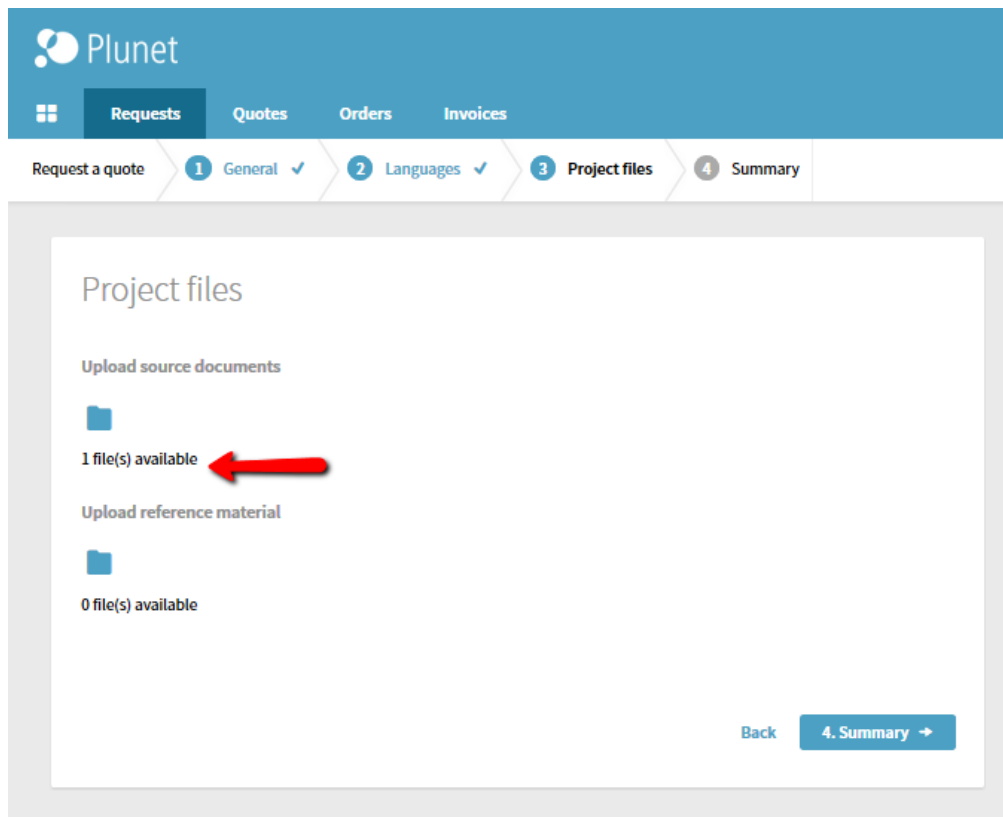 Plunet
Requests Quotes Orders Invoices
Request a quote 1 General 2 Languages 3 Project files 4 Summary
Project files
Upload source documents
1 file(s) available
Upload reference material
0 file(s) available
Back 4. Summary